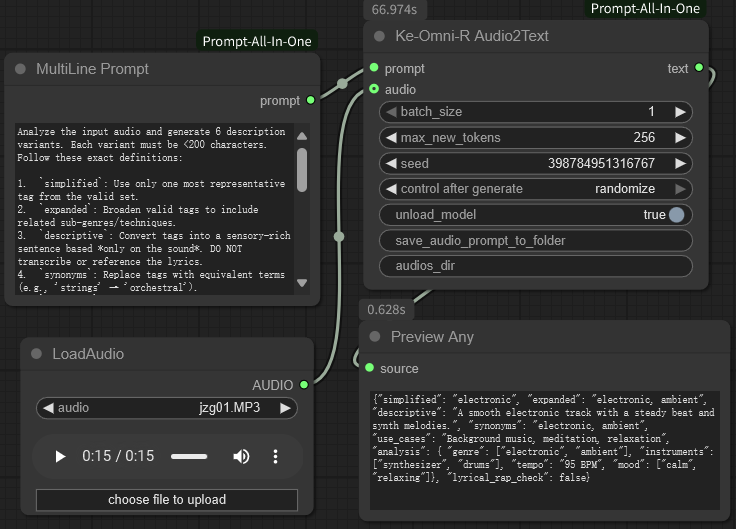 66.974s
Prompt-All-In-One
Ke-Omni-R Audio2Text
prompt
text
audio
batch_size 1
max_new_tokens 256
seed 398784951316767
control after generate randomize
unload_model true
save_audio_prompt_to_folder
audios_dir
Prompt-All-In-One
MultiLine Prompt
prompt
Analyze the input audio and generate 6 description
variants. Each variant must be <200 characters.
Follow these exact definitions:
1. `simplified`: Use only one most representative
tag from the valid set.
2. `expanded`: Broaden valid tags to include
related sub-genres/techniques.
3. `descriptive`: Convert tags into a sensory-rich
sentence based *only on the sound*. DO NOT
transcribe or reference the lyrics.
4. `synonyms`: Replace tags with equivalent terms
(e.g., 'strings' → 'orchestral').
LoadAudio
AUDIO
audio jzg01.MP3
0:15 / 0:15
choose file to upload
0.628s
Preview Any
source
{"simplified": "electronic", "expanded": "electronic, ambient",
"descriptive": "A smooth electronic track with a steady beat and
synth melodies.", "synonyms": "electronic, ambient",
"use_cases": "Background music, meditation, relaxation",
"analysis": { "genre": ["electronic", "ambient"], "instruments":
["synthesizer", "drums"], "tempo": "95 BPM", "mood": ["calm",
"relaxing"]}, "lyrical_rap_check": false}